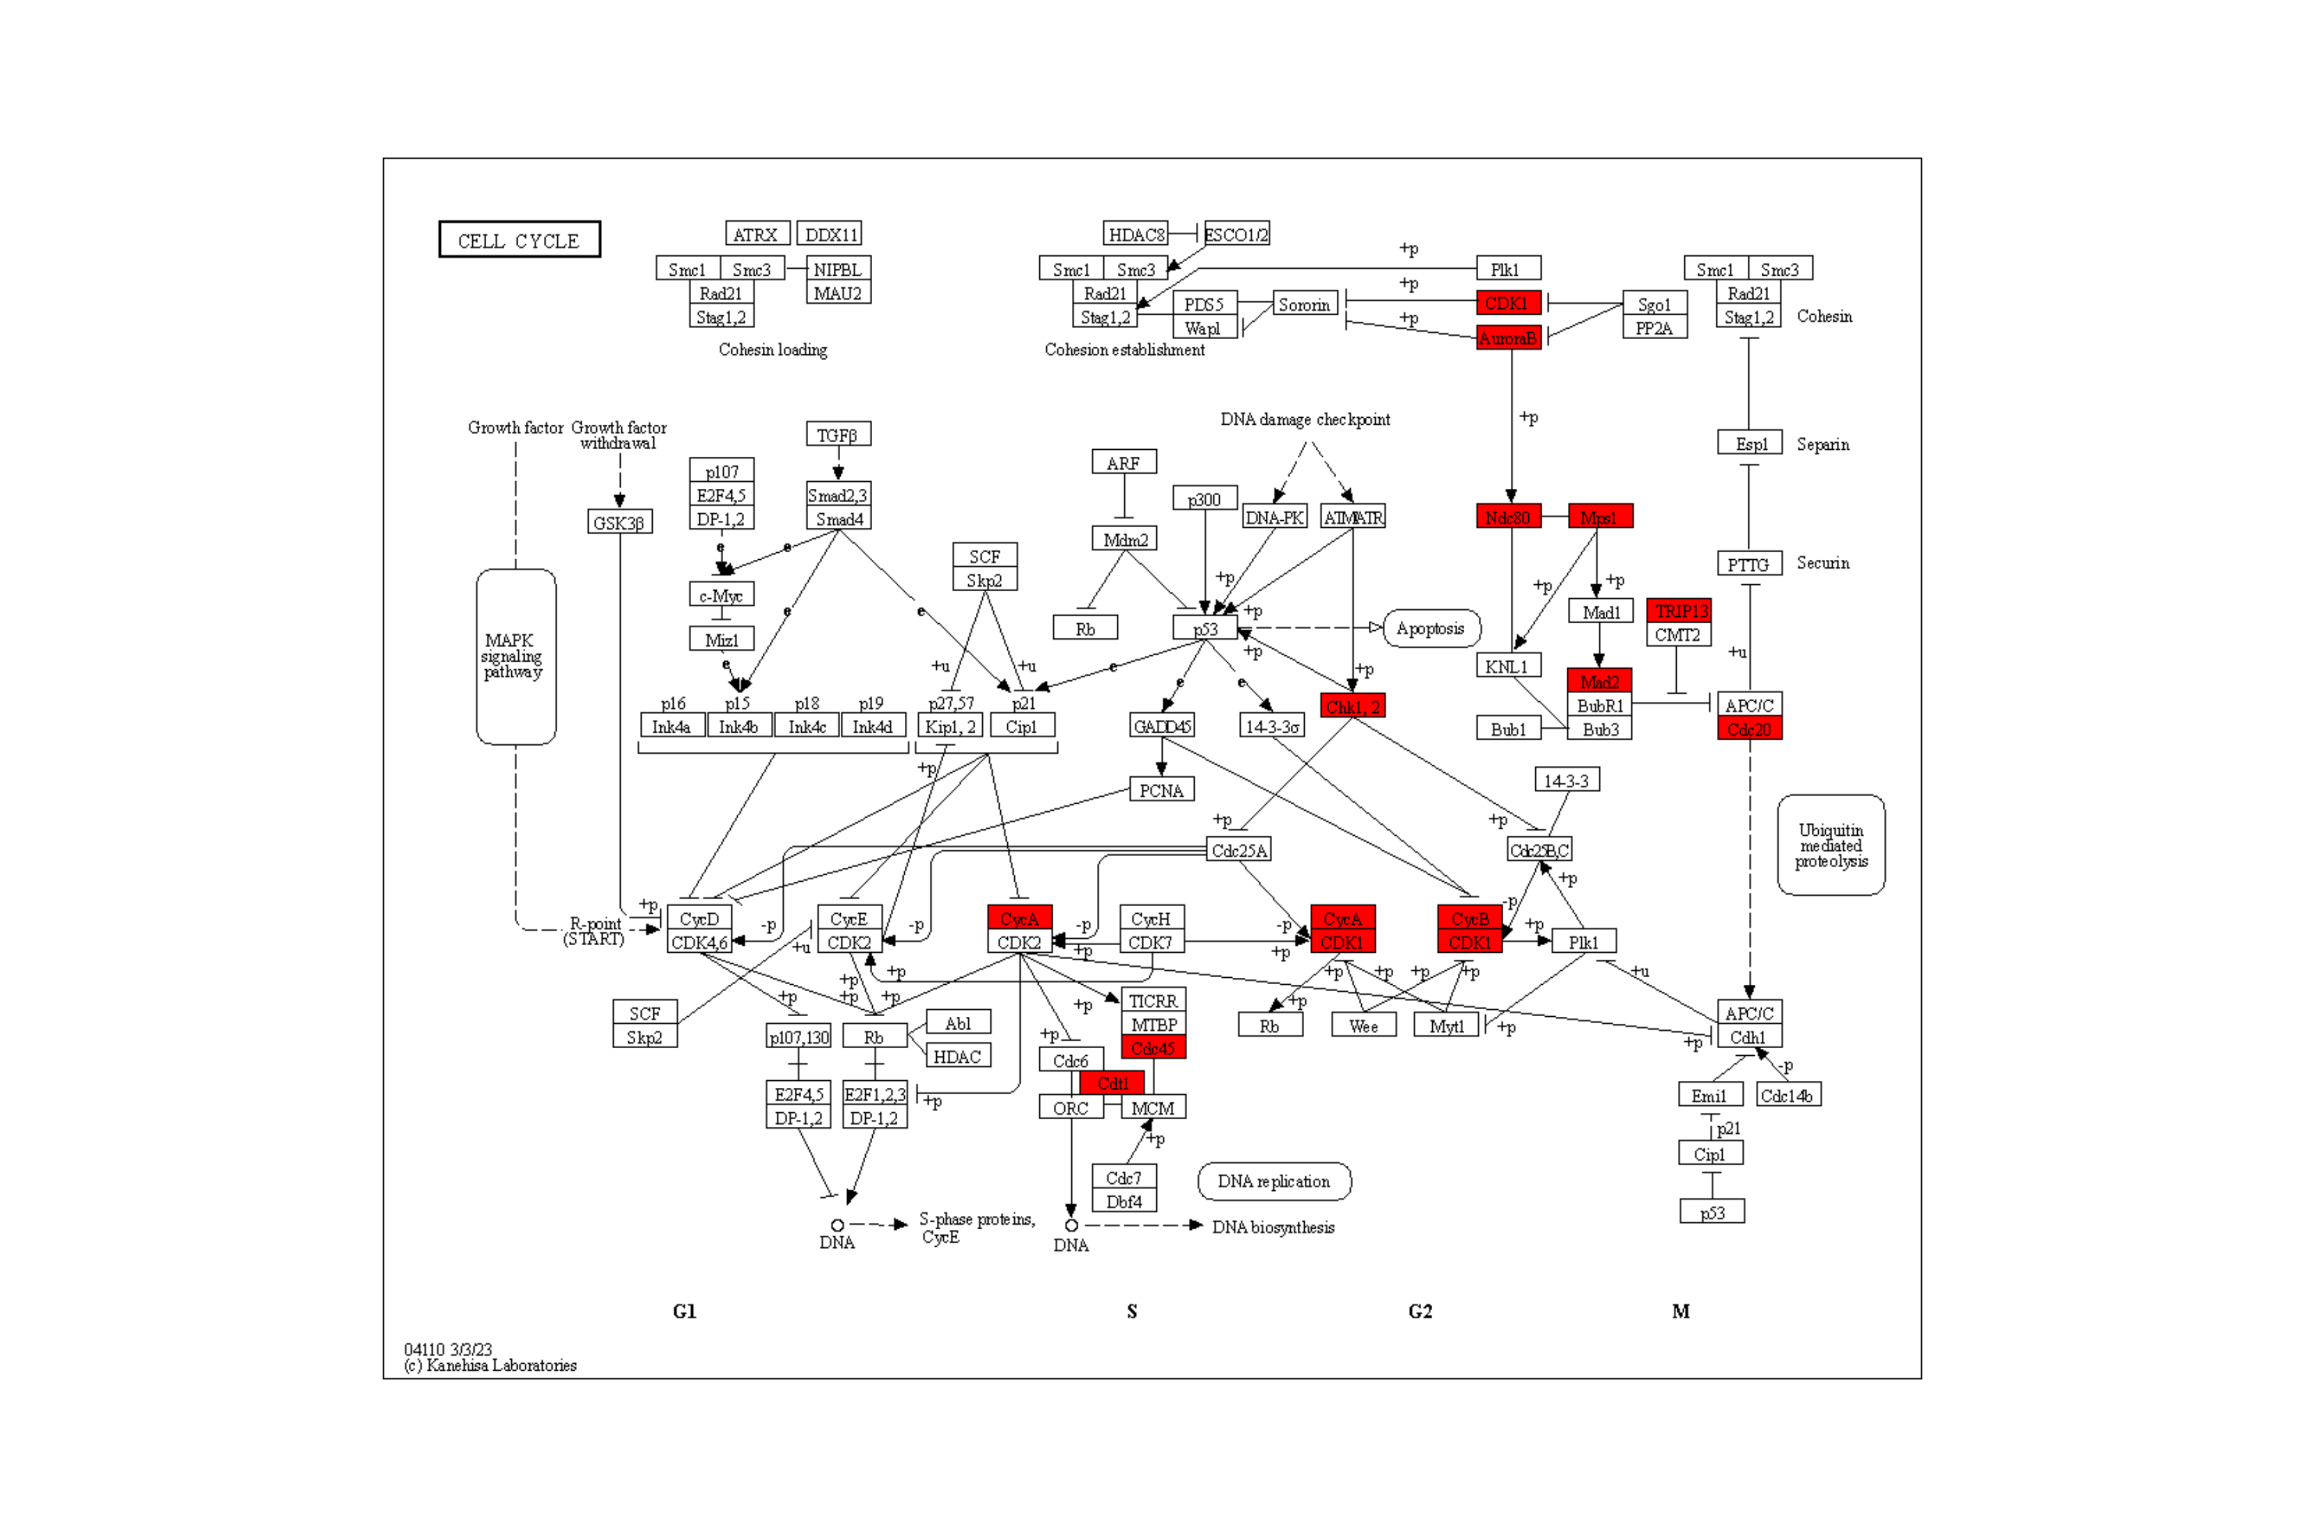 CELL CYCLE
ATRX
DDX11
Smc1
Smc3
NIPBL
Rad21
MAU2
Stag1,2
Cohesin loading
HDAC8
ESCO1/2
Smc1
Smc3
Rad21
Stag1,2
PDS5
Wapl
Sororin
Cohesion establishment
+p
Plk1
+p
CDK1
+p
AuroraB
Sgo1
PP2A
Smc1
Smc3
Rad21
Stag1,2
Cohesin
Growth factor
Growth factor
withdrawal
GSK3β
MAPK
signaling
pathway
p107
E2F4,5
DP-1,2
TGFβ
Smad2,3
Smad4
e
e
c-Myc
e
e
Miz1
e
SCF
Skp2
+u
+u
ARF
Mdm2
Rb
p300
DNA damage checkpoint
DNA-PK
ATM/ATR
+p
+p
p53
+p
Apoptosis
+p
e
e
e
+p
Ndc80
Mps1
+p
+p
Mad1
TRIP13
CMT2
KNL1
Mad2
BubR1
Bub1
Bub3
Esp1
Separin
PTTG
Securin
+u
APC/C
Cdc20
p16
p15
p18
p19
p27,57
p21
Ink4a
Ink4b
Ink4c
Ink4d
Kip1, 2
Cip1
GADD45
14-3-3σ
Chk1, 2
+p
PCNA
14-3-3
+p
+p
Cdc25A
Cdc25B,C
Ubiquitin
mediated
proteolysis
+p
R-point
(START)
+p
CycD
CDK4,6
-p
CycE
CDK2
-p
CycA
CDK2
-p
+p
CycH
CDK7
-p
+p
CycA
CDK1
CycB
CDK1
-p
+p
Plk1
+u
+p
+p
+p
+p
+p
+p
+p
+p
+p
+u
SCF
Skp2
p107,130
Rb
Abl
HDAC
+p
+p
TICRR
MTBP
Cdc45
+p
Rb
Wee
Myt1
+p
+p
APC/C
Cdh1
Cdc6
Cdt1
ORC
MCM
E2F4,5
DP-1,2
E2F1,2,3
DP-1,2
+p
+p
-p
Emi1
Cdc14b
p21
Cip1
p53
Cdc7
Dbf4
DNA replication
DNA
S-phase proteins,
CycE
DNA
DNA biosynthesis
G1
S
G2
M
04110 3/3/23
(c) Kanehisa Laboratories